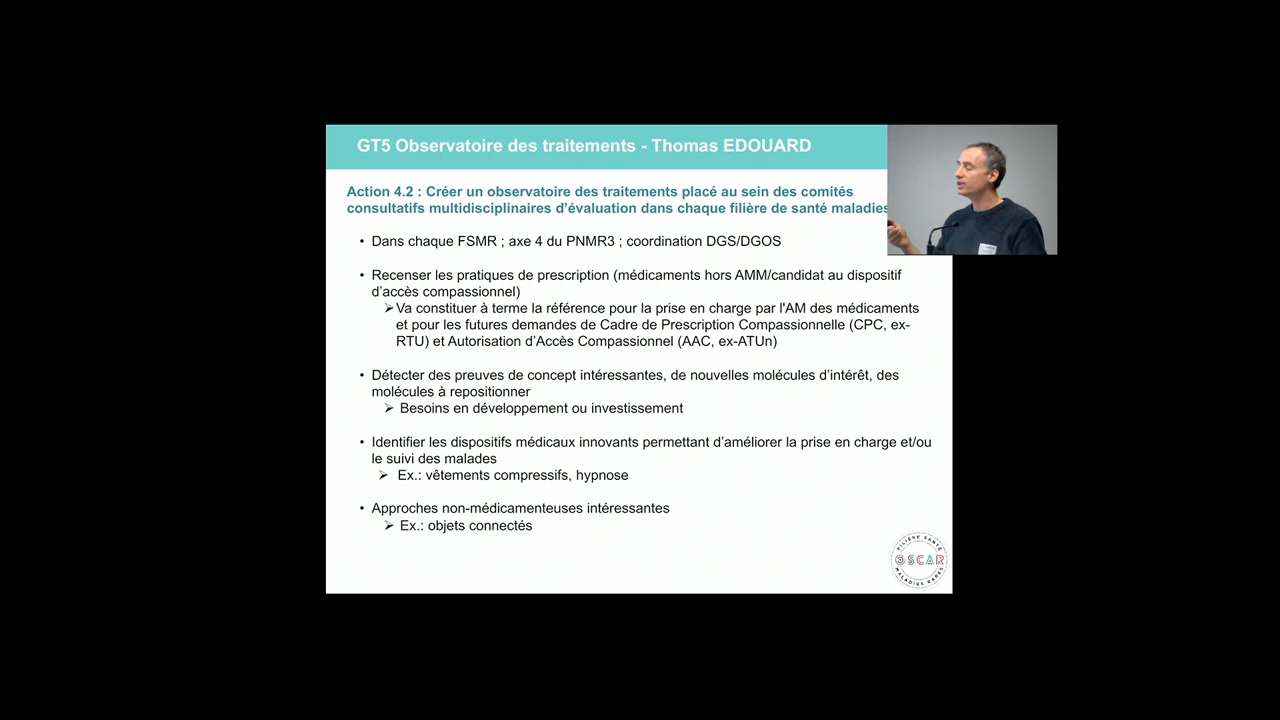 GT5 Observatoire des traitements - Thomas EDOUARD
Action 4.2 : Créer un observatoire des traitements placé au sein des comités
consultatifs multidisciplinaires d’évaluation dans chaque filière de santé maladies
• Dans chaque FSMR ; axe 4 du PNMR3 ; coordination DGS/DGOS
• Recenser les pratiques de prescription (médicaments hors AMM/candidat au dispositif
d’accès compassionnel)
➢Va constituer à terme la référence pour la prise en charge par l'AM des médicaments
et pour les futures demandes de Cadre de Prescription Compassionnelle (CPC, ex-
RTU) et Autorisation d’Accès Compassionnel (AAC, ex-ATUn)
• Détecter des preuves de concept intéressantes, de nouvelles molécules d’intérêt, des
molécules à repositionner
➢ Besoins en développement ou investissement
• Identifier les dispositifs médicaux innovants permettant d’améliorer la prise en charge et/ou
le suivi des malades
➢ Ex.: vêtements compressifs, hypnose
• Approches non-médicamenteuses intéressantes
➢ Ex.: objets connectés
FILIÈRE SANTÉ
OSCAR
MALADIES RARES